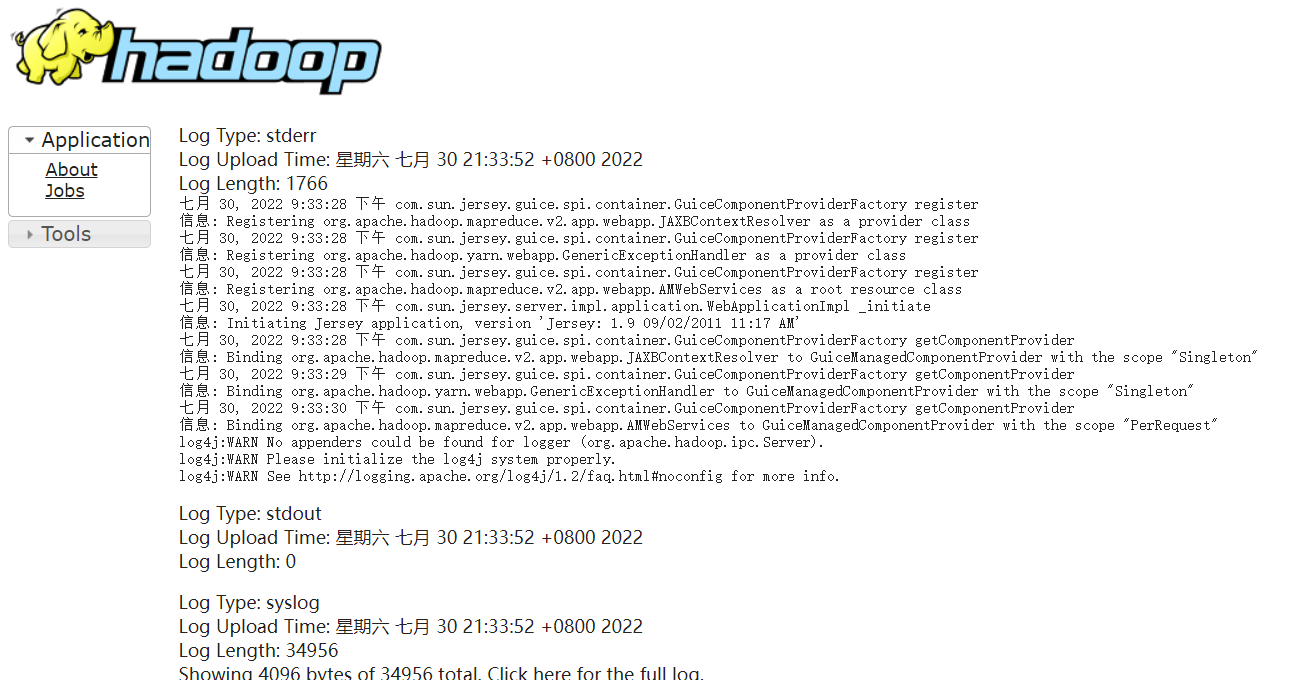 hadoop
Application
About
Jobs
Tools
Log Type: stderr
Log Upload Time: 星期六 七月 30 21:33:52 +0800 2022
Log Length: 1766
七月 30, 2022 9:33:28 下午 com.sun.jersey.guice.spi.container.GuiceComponentProviderFactory register
信息: Registering org.apache.hadoop.mapreduce.v2.app.webapp.JAXBContextResolver as a provider class
七月 30, 2022 9:33:28 下午 com.sun.jersey.guice.spi.container.GuiceComponentProviderFactory register
信息: Registering org.apache.hadoop.yarn.webapp.GenericExceptionHandler as a provider class
七月 30, 2022 9:33:28 下午 com.sun.jersey.guice.spi.container.GuiceComponentProviderFactory register
信息: Registering org.apache.hadoop.mapreduce.v2.app.webapp.AMWebServices as a root resource class
七月 30, 2022 9:33:28 下午 com.sun.jersey.server.impl.application.WebApplicationImpl _initiate
信息: Initiating Jersey application, version 'Jersey: 1.9 09/02/2011 11:17 AM'
七月 30, 2022 9:33:28 下午 com.sun.jersey.guice.spi.container.GuiceComponentProviderFactory getComponentProvider
信息: Binding org.apache.hadoop.mapreduce.v2.app.webapp.JAXBContextResolver to GuiceManagedComponentProvider with the scope "Singleton"
七月 30, 2022 9:33:29 下午 com.sun.jersey.guice.spi.container.GuiceComponentProviderFactory getComponentProvider
信息: Binding org.apache.hadoop.yarn.webapp.GenericExceptionHandler to GuiceManagedComponentProvider with the scope "Singleton"
七月 30, 2022 9:33:30 下午 com.sun.jersey.guice.spi.container.GuiceComponentProviderFactory getComponentProvider
信息: Binding org.apache.hadoop.mapreduce.v2.app.webapp.AMWebServices to GuiceManagedComponentProvider with the scope "PerRequest"
log4j:WARN No appenders could be found for logger (org.apache.hadoop.ipc.Server).
log4j:WARN Please initialize the log4j system properly.
log4j:WARN See http://logging.apache.org/log4j/1.2/faq.html#noconfig for more info.
Log Type: stdout
Log Upload Time: 星期六 七月 30 21:33:52 +0800 2022
Log Length: 0
Log Type: syslog
Log Upload Time: 星期六 七月 30 21:33:52 +0800 2022
Log Length: 34956
Showing 4096 bytes of 34956 total. Click here for the full log.